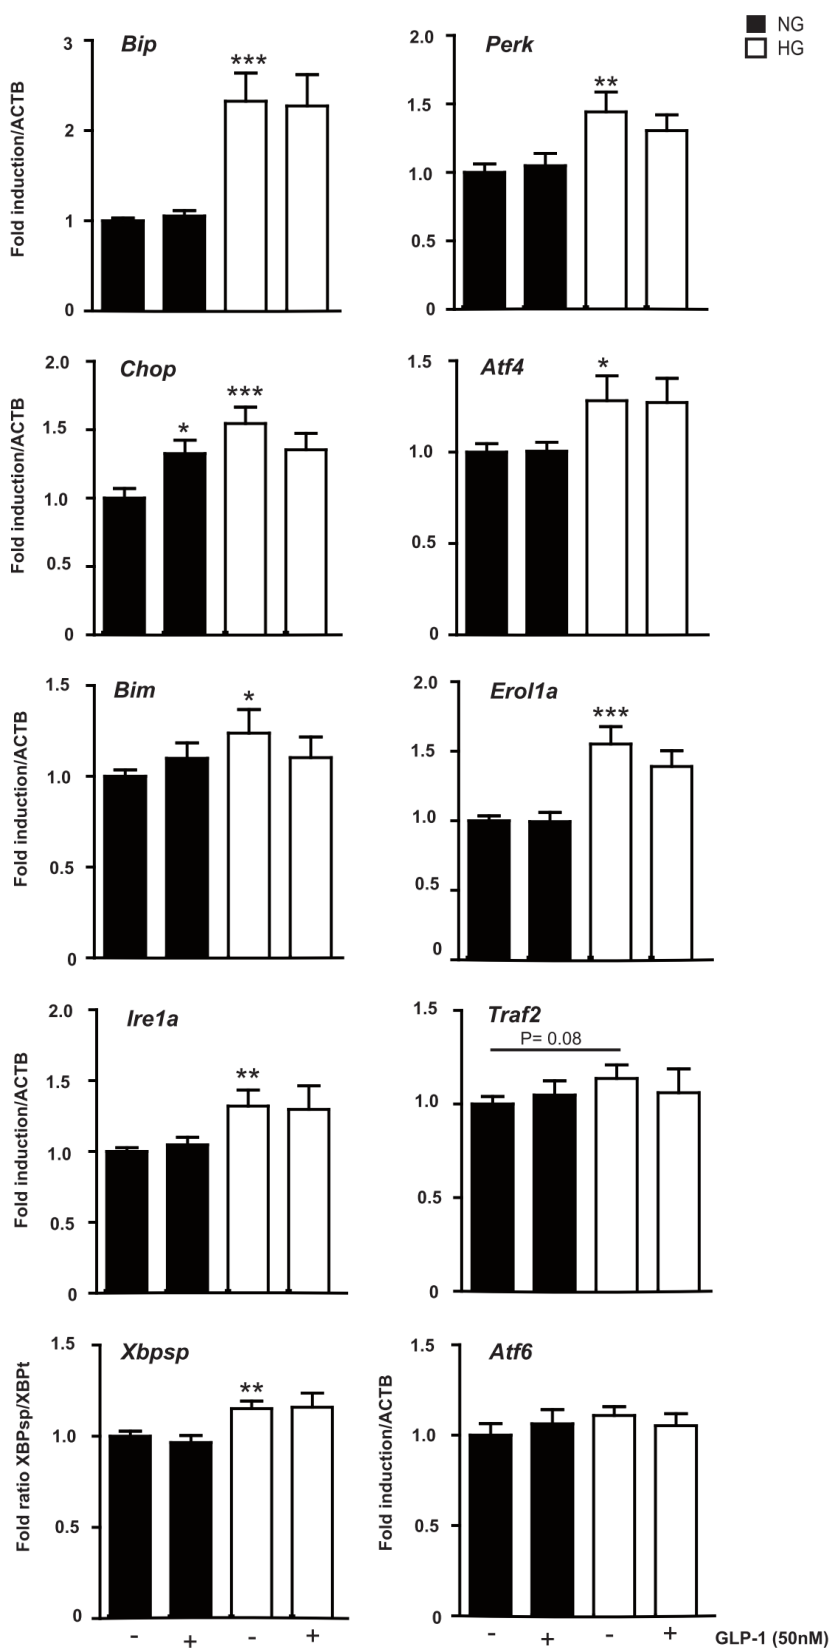 NG
HG
Bip
Fold induction/ACTB
3
2
1
0
***
Perk
2.0
1.5
1.0
0.5
0
**
Chop
Fold induction/ACTB
2.0
1.5
1.0
0.5
0
*
***
Atf4
1.5
1.0
0.5
0
*
Bim
Fold induction/ACTB
1.5
1.0
0.5
0
*
Erol1a
2.0
1.5
1.0
0.5
0
***
Ire1a
Fold induction/ACTB
2.0
1.5
1.0
0.5
0
**
Traf2
P= 0.08
1.5
1.0
0.5
0
Xbpsp
Fold ratio XBPsp/XBPt
1.5
1.0
0.5
0
**
- + - +
Atf6
Fold induction/ACTB
1.5
1.0
0.5
0
- + - + GLP-1 (50nM)